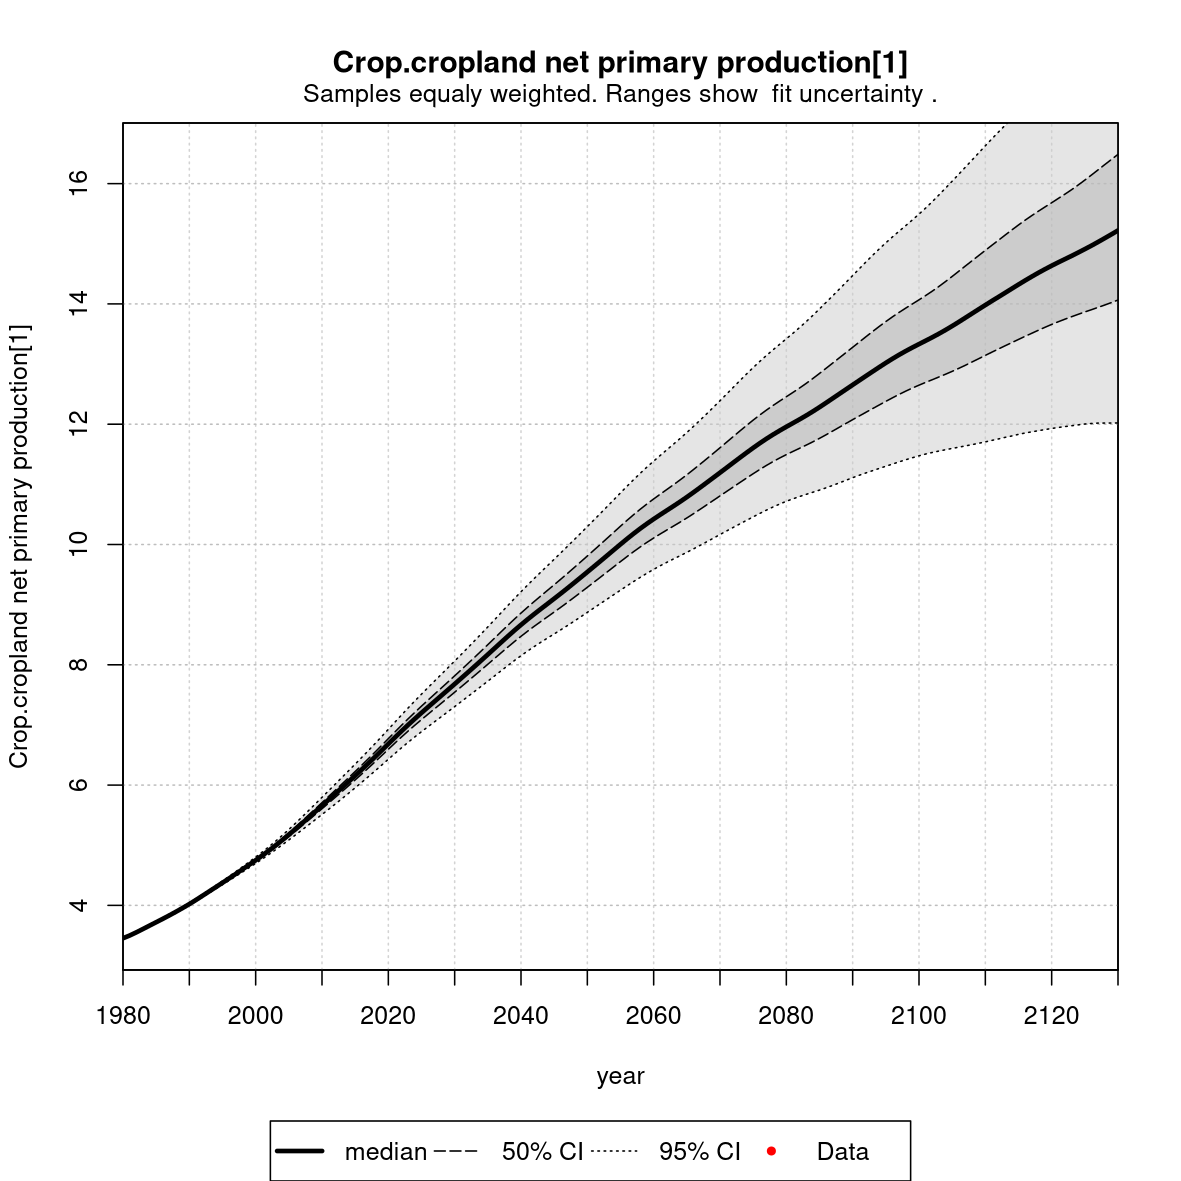 Crop.cropland net primary production[1]
Samples equaly weighted. Ranges show  fit uncertainty .
Crop.cropland net primary production[1]
16
14
12
10
8
6
4
1980 2000 2020 2040 2060 2080 2100 2120
year
median 50% CI 95% CI Data